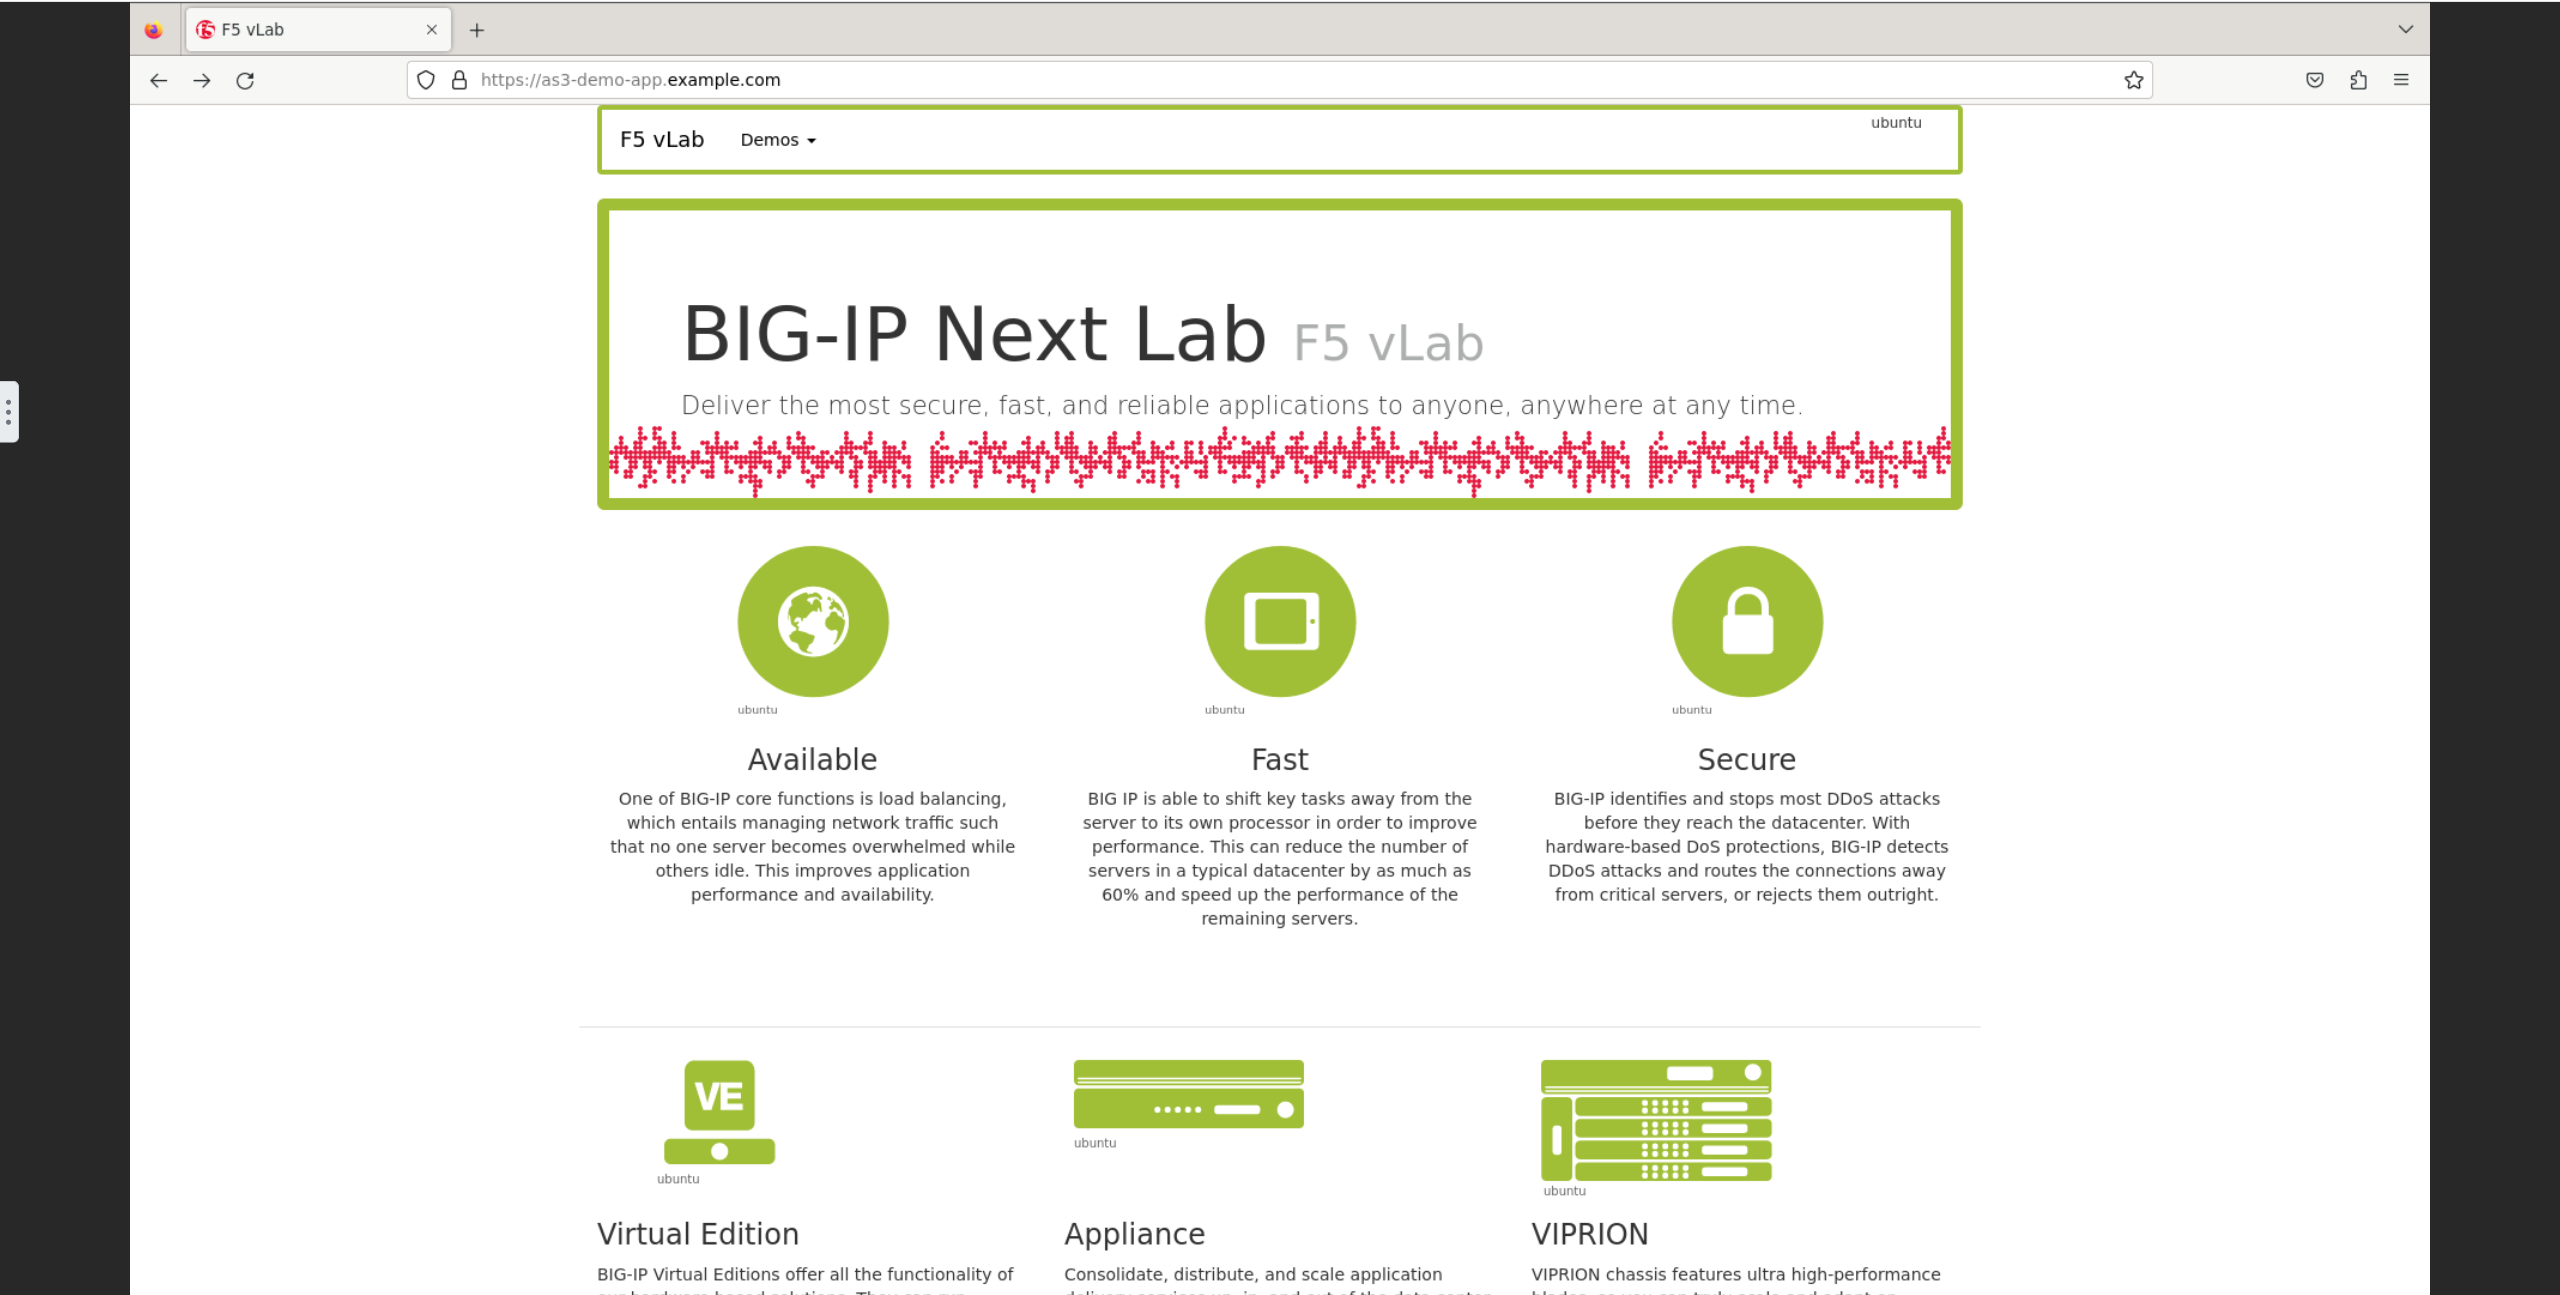 F5 vLab
https://as3-demo-app.example.com
F5 vLab
Demos
ubuntu
BIG-IP Next Lab F5 vLab
Deliver the most secure, fast, and reliable applications to anyone, anywhere at any time.
ubuntu
ubuntu
ubuntu
Available
One of BIG-IP core functions is load balancing,
which entails managing network traffic such
that no one server becomes overwhelmed while
others idle. This improves application
performance and availability.
Fast
BIG IP is able to shift key tasks away from the
server to its own processor in order to improve
performance. This can reduce the number of
servers in a typical datacenter by as much as
60% and speed up the performance of the
remaining servers.
Secure
BIG-IP identifies and stops most DDoS attacks
before they reach the datacenter. With
hardware-based DoS protections, BIG-IP detects
DDoS attacks and routes the connections away
from critical servers, or rejects them outright.
VE
ubuntu
Virtual Edition
BIG-IP Virtual Editions offer all the functionality of
ubuntu
Appliance
Consolidate, distribute, and scale application
ubuntu
VIPRION
VIPRION chassis features ultra high-performance